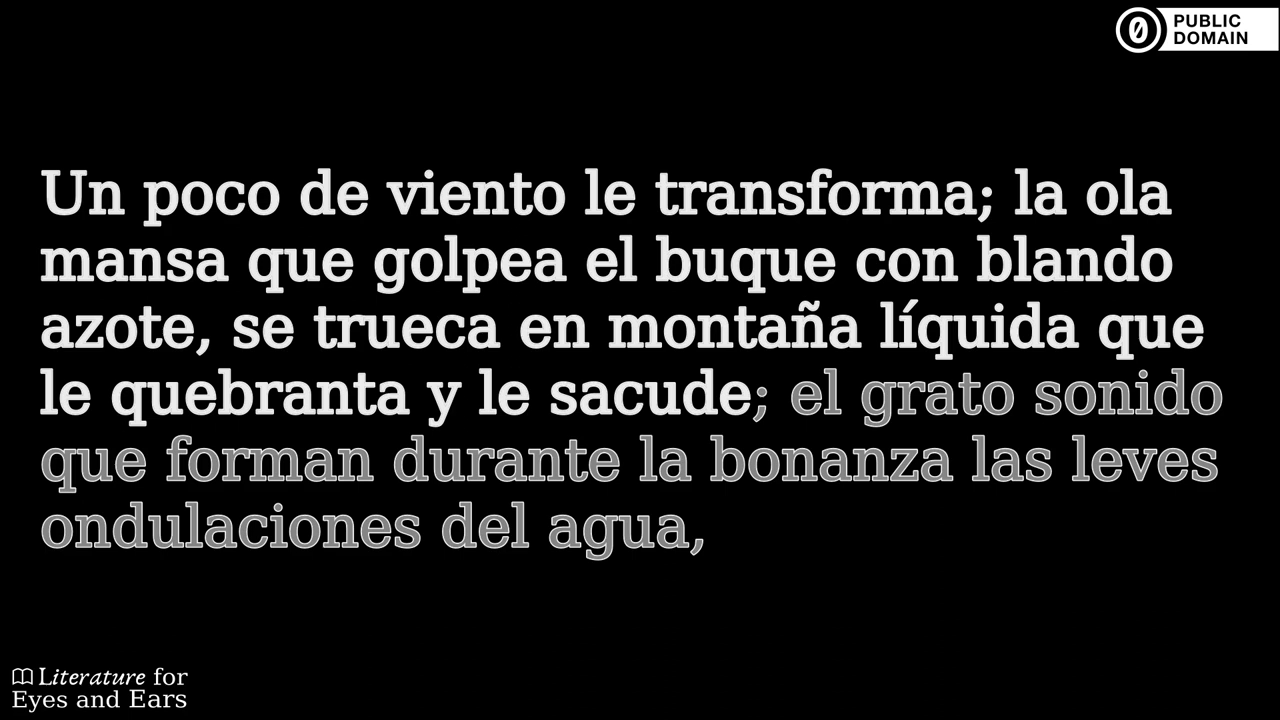 PUBLIC
DOMAIN
Un poco de viento le transforma; la ola
mansa que golpea el buque con blando
azote, se trueca en montaña líquida que
le quebranta y le sacude; el grato sonido
que forman durante la bonanza las leves
ondulaciones del agua,
Literature for
Eyes and Ears